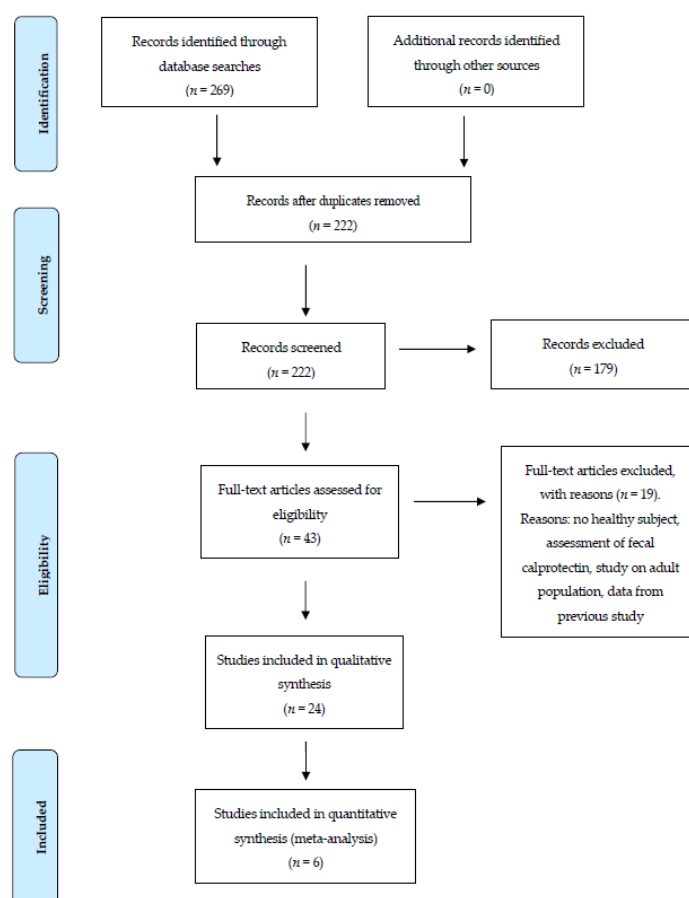 Identification
Records identified through
database searches
(n = 269)
Additional records identified
through other sources
(n = 0)
Records after duplicates removed
(n = 222)
Screening
Records screened
(n = 222)
Records excluded
(n = 179)
Eligibility
Full-text articles assessed for
eligibility
(n = 43)
Full-text articles excluded,
with reasons (n = 19).
Reasons: no healthy subject,
assessment of fecal
calprotectin, study on adult
population, data from
previous study
Studies included in qualitative
synthesis
(n = 24)
Included
Studies included in quantitative
synthesis (meta-analysis)
(n = 6)